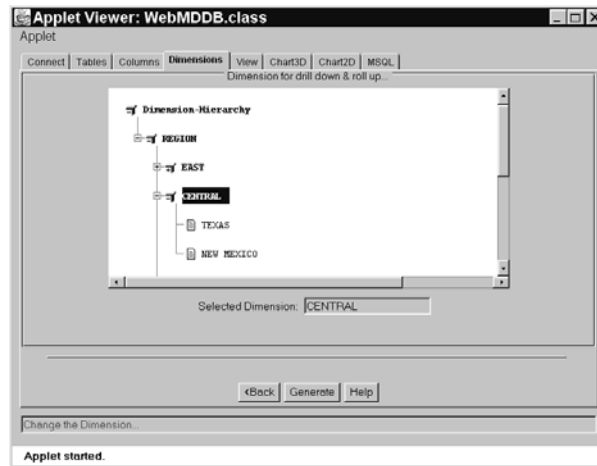 Applet Viewer: WebMDDB.class
Applet
Connect Tables Columns Dimensions View Chart3D Chart2D MSQL
Dimension for drill down & roll up...
Dimension-Hierarchy
REGION
EAST
CENTRAL
TEXAS
NEW MEXICO
Selected Dimension: CENTRAL
<Back Generate Help
Change the Dimension...
Applet started.